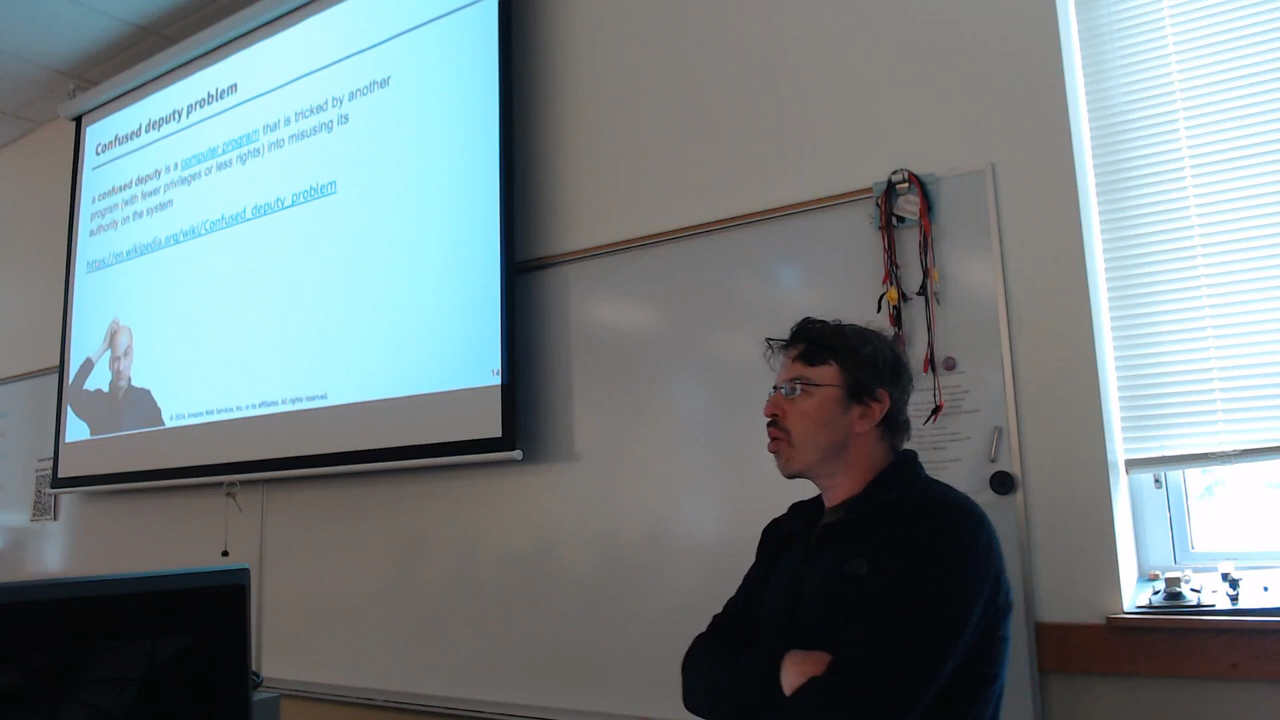 Confused deputy problem
a confused deputy is a computer program that is tricked by another
program (with fewer privileges or less rights) into misusing its
authority on the system
https://en.wikipedia.org/wiki/Confused_deputy_problem
14
© 2024, Amazon Web Services, Inc. or its affiliates. All rights reserved.